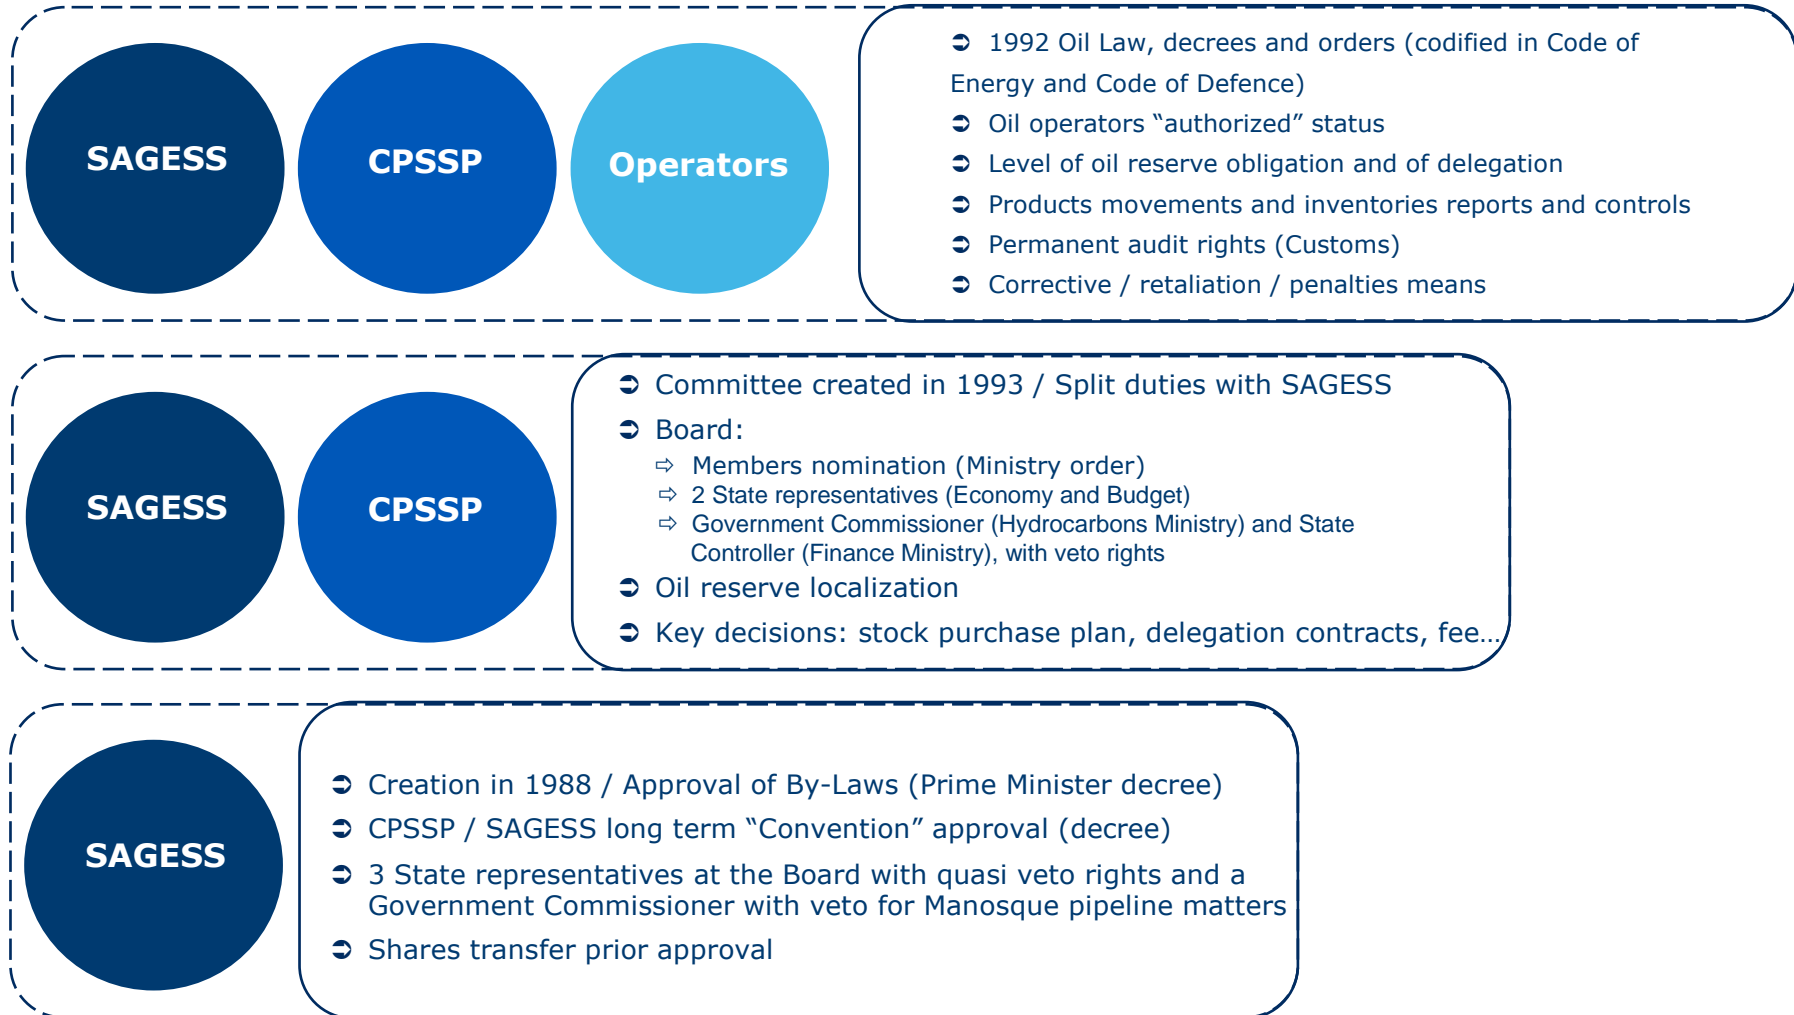 SAGESS
CPSSP
Operators
➲ 1992 Oil Law, decrees and orders (codified in Code of
Energy and Code of Defence)
➲ Oil operators “authorized” status
➲ Level of oil reserve obligation and of delegation
➲ Products movements and inventories reports and controls
➲ Permanent audit rights (Customs)
➲ Corrective / retaliation / penalties means
SAGESS
CPSSP
➲ Committee created in 1993 / Split duties with SAGESS
➲ Board:
⇨ Members nomination (Ministry order)
⇨ 2 State representatives (Economy and Budget)
⇨ Government Commissioner (Hydrocarbons Ministry) and State
Controller (Finance Ministry), with veto rights
➲ Oil reserve localization
➲ Key decisions: stock purchase plan, delegation contracts, fee…
SAGESS
➲ Creation in 1988 / Approval of By-Laws (Prime Minister decree)
➲ CPSSP / SAGESS long term “Convention” approval (decree)
➲ 3 State representatives at the Board with quasi veto rights and a
Government Commissioner with veto for Manosque pipeline matters
➲ Shares transfer prior approval